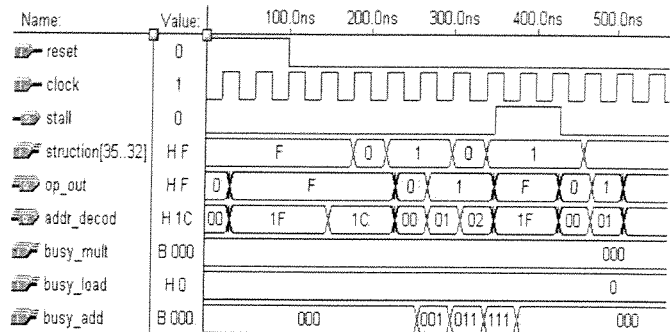 Name: Value: 100.0ns 200.0ns 300.0ns 400.0ns 500.0ns
reset 0
clock 1
stall 0
struction[35..32] H F F 0 1 0 1
op_out H F 0 F 0 1 F 0 1
addr_decod H 1C 00 1F 1C 00 01 02 1F 00 01
busy_mult B 000 000
busy_load H 0 0
busy_add B 000 000 001 011 111 000